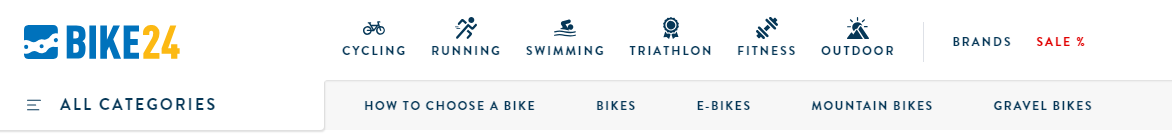 BIKE24
CYCLING RUNNING SWIMMING TRIATHLON FITNESS OUTDOOR BRANDS SALE %
ALL CATEGORIES HOW TO CHOOSE A BIKE BIKES E-BIKES MOUNTAIN BIKES GRAVEL BIKES